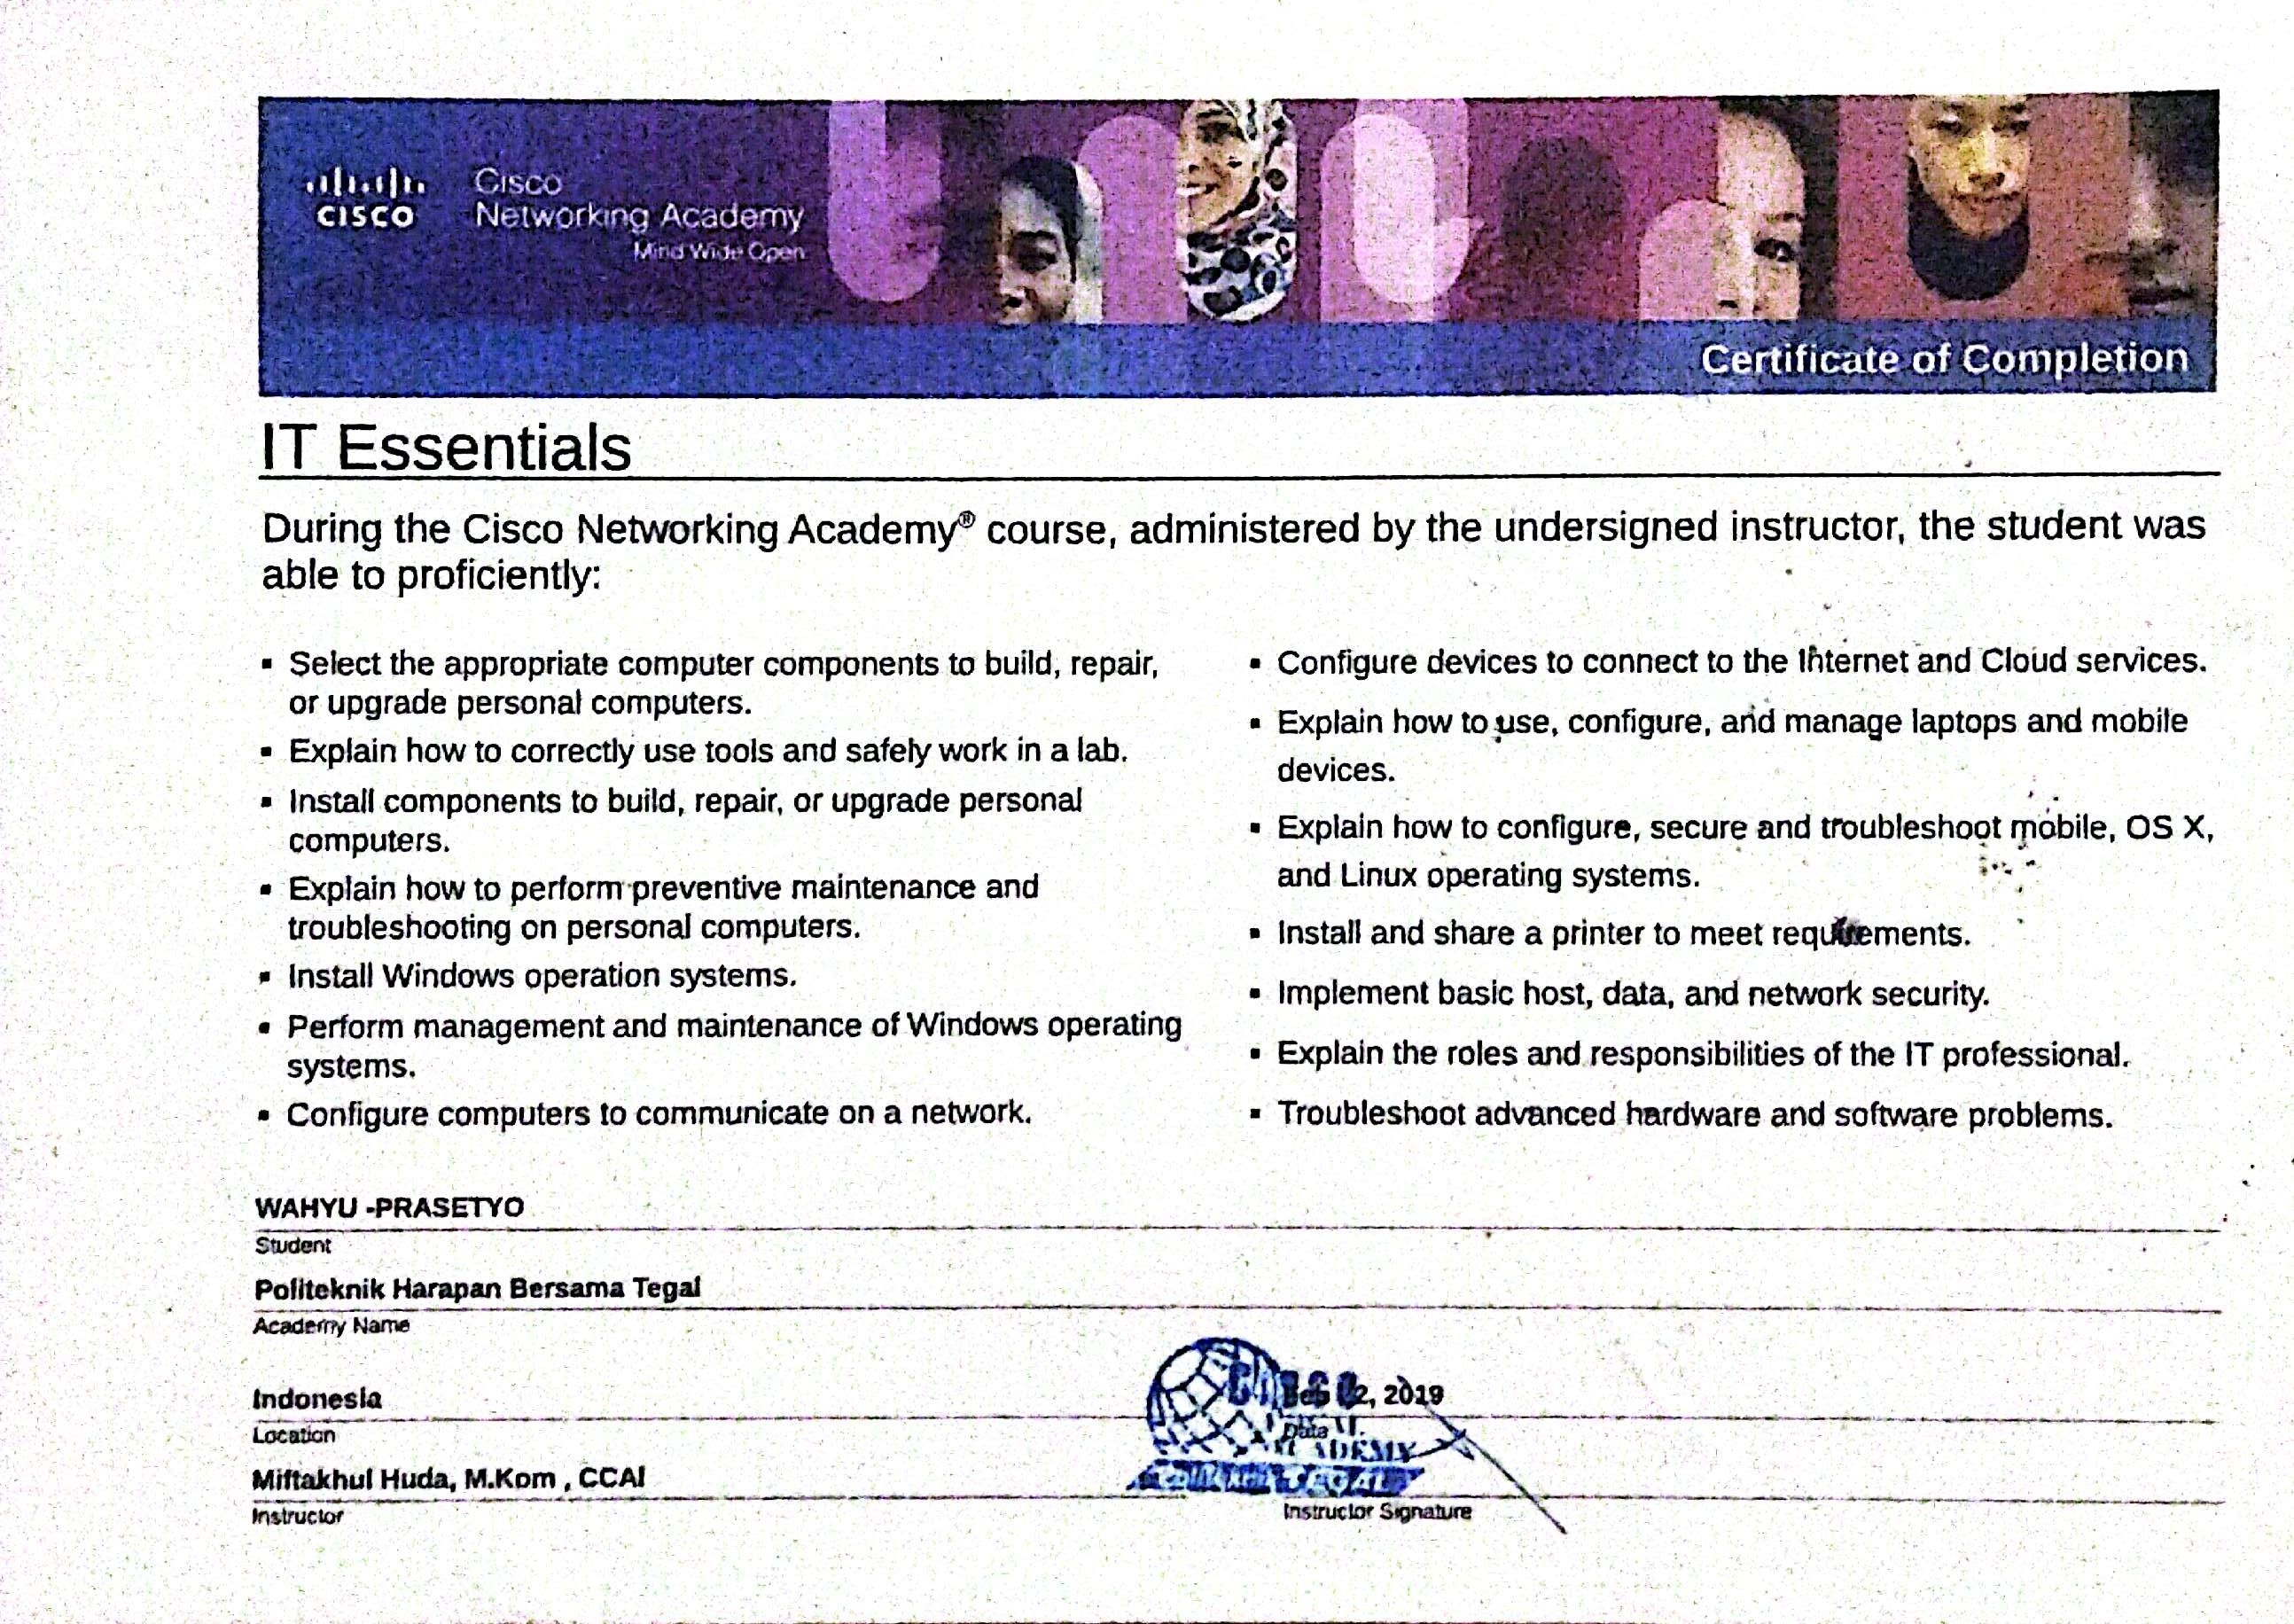 CISCO
Cisco
Networking Academy
Mind Wide Open
Certificate of Completion
IT Essentials
During the Cisco Networking Academy® course, administered by the undersigned instructor, the student was
able to proficiently:
▪ Select the appropriate computer components to build, repair,
or upgrade personal computers.
▪ Explain how to correctly use tools and safely work in a lab.
▪ Install components to build, repair, or upgrade personal
computers.
▪ Explain how to perform preventive maintenance and
troubleshooting on personal computers.
▪ Install Windows operation systems.
▪ Perform management and maintenance of Windows operating
systems.
▪ Configure computers to communicate on a network.
▪ Configure devices to connect to the Internet and Cloud services.
▪ Explain how to use, configure, and manage laptops and mobile
devices.
▪ Explain how to configure, secure and troubleshoot mobile, OS X,
and Linux operating systems.
▪ Install and share a printer to meet requirements.
▪ Implement basic host, data, and network security.
▪ Explain the roles and responsibilities of the IT professional.
▪ Troubleshoot advanced hardware and software problems.
WAHYU -PRASETYO
Student
Politeknik Harapan Bersama Tegal
Academy Name
Indonesia
2019
Location
Date
ACADEMY
TEGAL
Miftakhul Huda, M.Kom , CCAI
Instructor
Instructor Signature